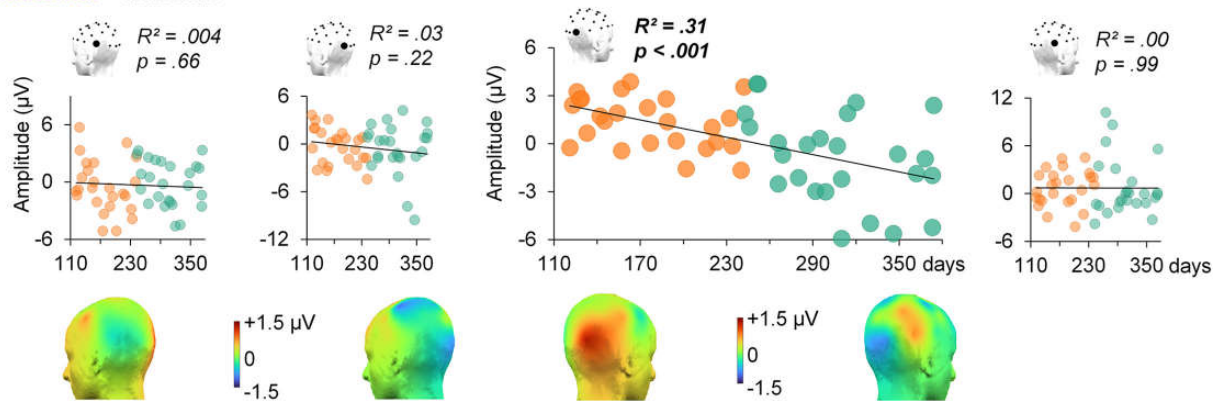 R² = .004
p = .66
R² = .03
p = .22
R² = .31
p < .001
R² = .00
p = .99
Amplitude (µV)
6
0
-6
110 230 350
6
0
-6
-12
110 230 350
Amplitude (µV)
6
3
0
-3
-6
110 170 230 290 350 days
12
6
0
-6
110 230 350 days
+1.5 µV
0
-1.5
+1.5 µV
0
-1.5